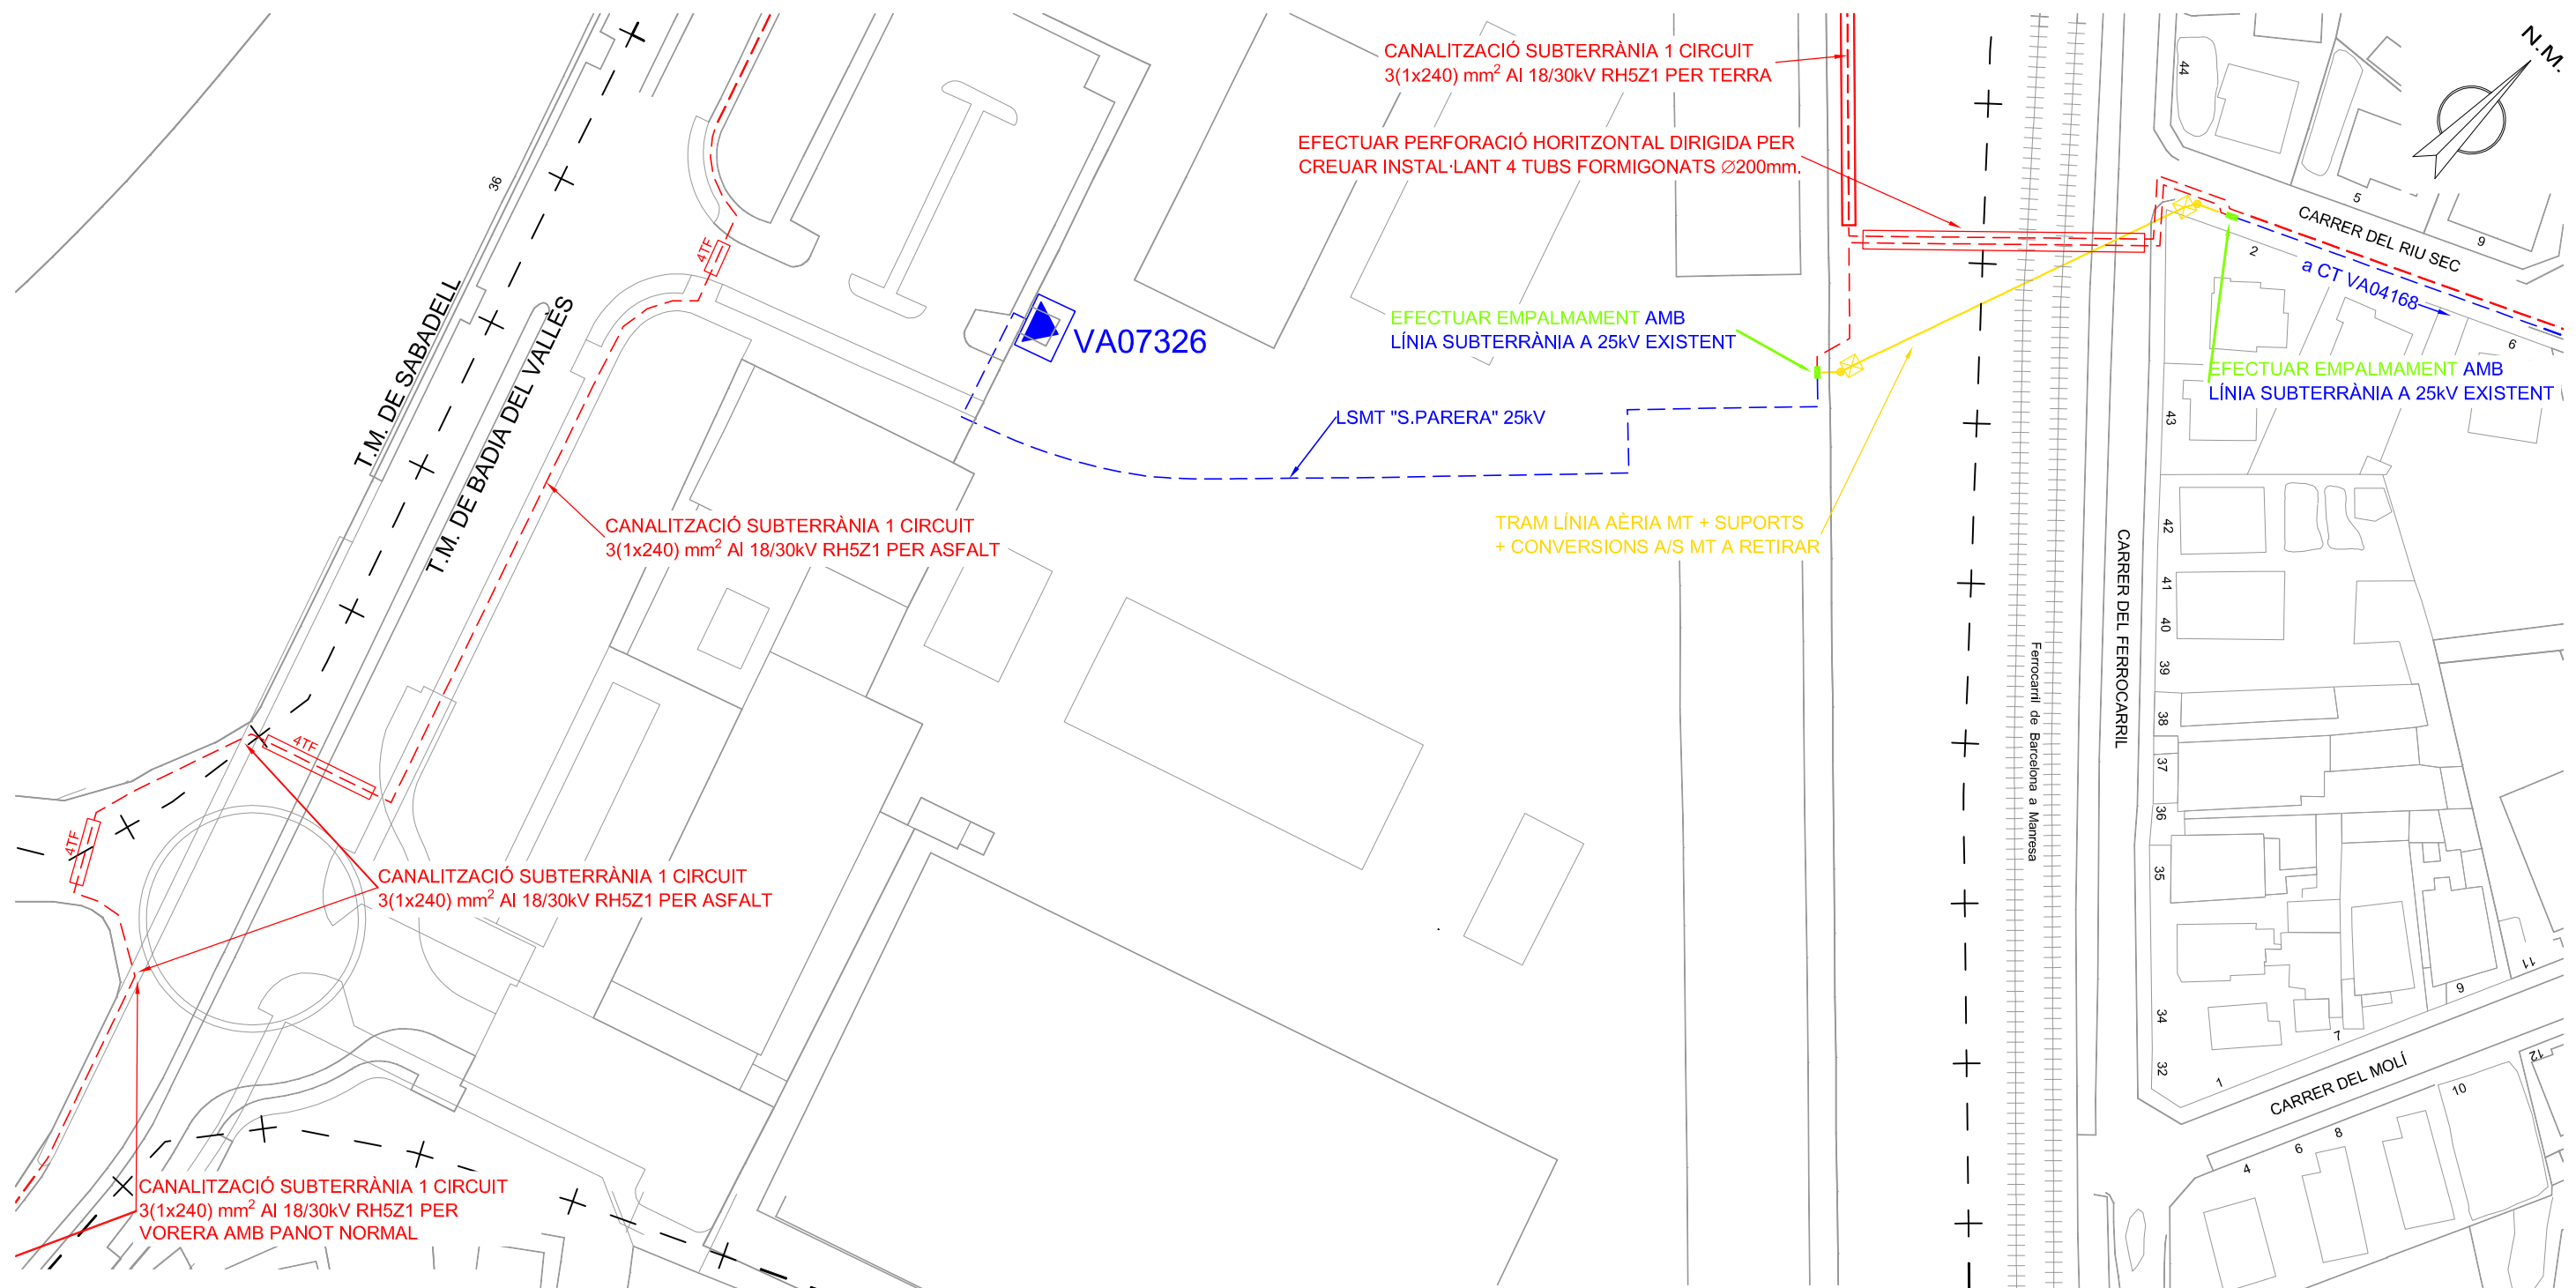 CANALITZACIÓ SUBTERRÀNIA 1 CIRCUIT
3(1x240) mm² Al 18/30kV RH5Z1 PER TERRA
EFECTUAR PERFORACIÓ HORITZONTAL DIRIGIDA PER
CREUAR INSTAL·LANT 4 TUBS FORMIGONATS Ø200mm.
N.M.
44
5
CARRER DEL RIU SEC
9
2
a CT VA04168
6
36
4TF
T.M. DE SABADELL
T.M. DE BADIA DEL VALLÈS
VA07326
EFECTUAR EMPALMAMENT AMB
LÍNIA SUBTERRÀNIA A 25kV EXISTENT
EFECTUAR EMPALMAMENT AMB
LÍNIA SUBTERRÀNIA A 25kV EXISTENT
LSMT "S.PARERA" 25kV
CANALITZACIÓ SUBTERRÀNIA 1 CIRCUIT
3(1x240) mm² Al 18/30kV RH5Z1 PER ASFALT
TRAM LÍNIA AÈRIA MT + SUPORTS
+ CONVERSIONS A/S MT A RETIRAR
CARRER DEL FERROCARRIL
Ferrocarril de Barcelona a Manresa
43
42
41
40
39
38
37
36
35
34
32
4TF
4TF
CANALITZACIÓ SUBTERRÀNIA 1 CIRCUIT
3(1x240) mm² Al 18/30kV RH5Z1 PER ASFALT
CANALITZACIÓ SUBTERRÀNIA 1 CIRCUIT
3(1x240) mm² Al 18/30kV RH5Z1 PER
VORERA AMB PANOT NORMAL
1
7
9
11
CARRER DEL MOLÍ
4
6
8
10
12